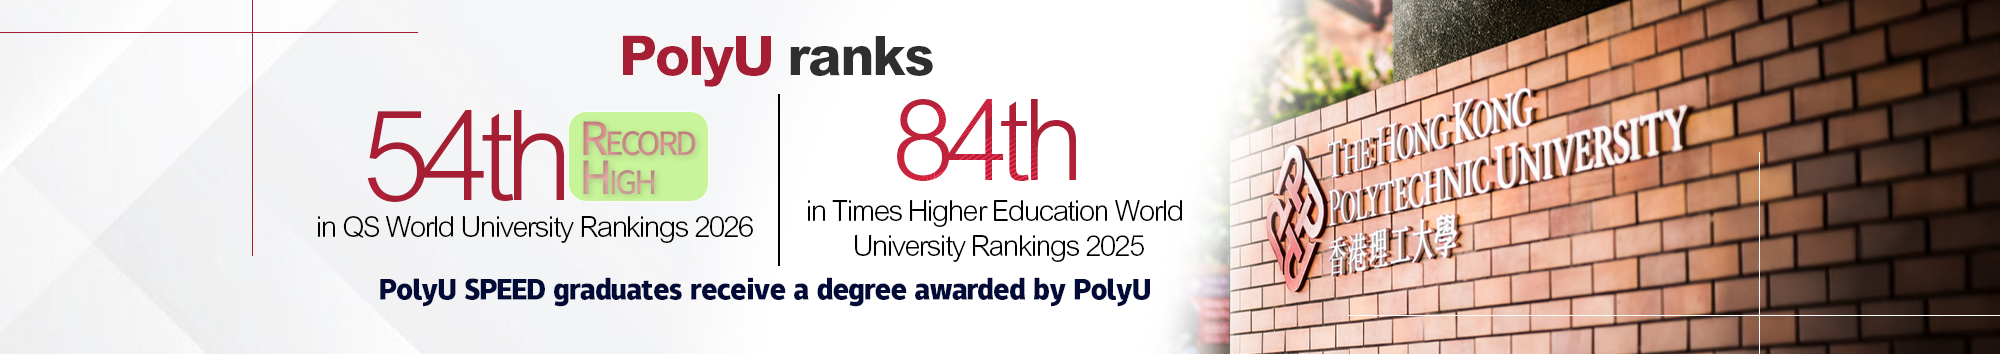 PolyU ranks
54th
RECORD
HIGH
in QS World University Rankings 2026
84th
in Times Higher Education World
University Rankings 2025
PolyU SPEED graduates receive a degree awarded by PolyU
THE HONG KONG
POLYTECHNIC UNIVERSITY
香港理工大學